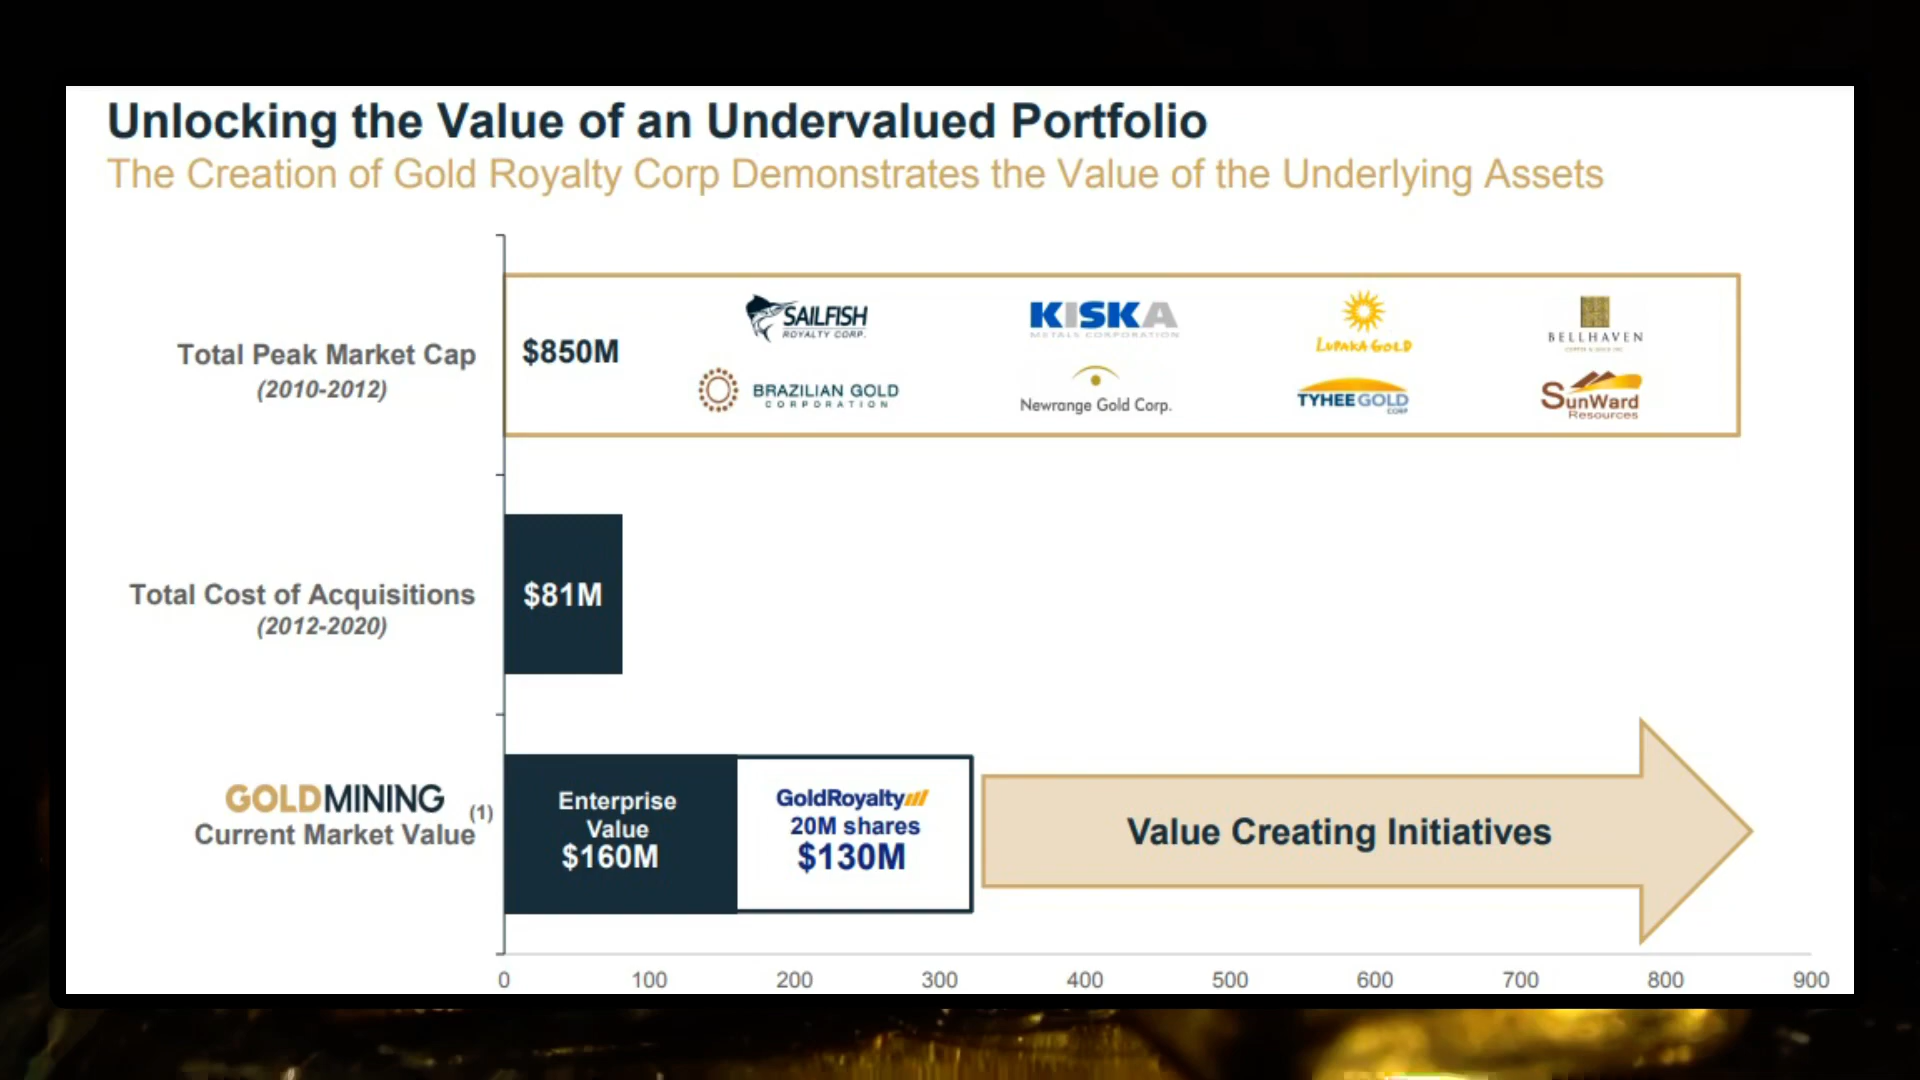 Unlocking the Value of an Undervalued Portfolio
The Creation of Gold Royalty Corp Demonstrates the Value of the Underlying Assets
Total Peak Market Cap
(2010-2012)
$850M
SAILFISH
ROYALTY CORP.
KISKA
METALS CORPORATION
LUPAKA GOLD
BELLHAVEN
BRAZILIAN GOLD
CORPORATION
Newrange Gold Corp.
TYHEE GOLD
CORP
SunWard
Resources
Total Cost of Acquisitions
(2012-2020)
$81M
GOLDMINING
(1)
Current Market Value
Enterprise
Value
$160M
GoldRoyalty
20M shares
$130M
Value Creating Initiatives
0 100 200 300 400 500 600 700 800 900